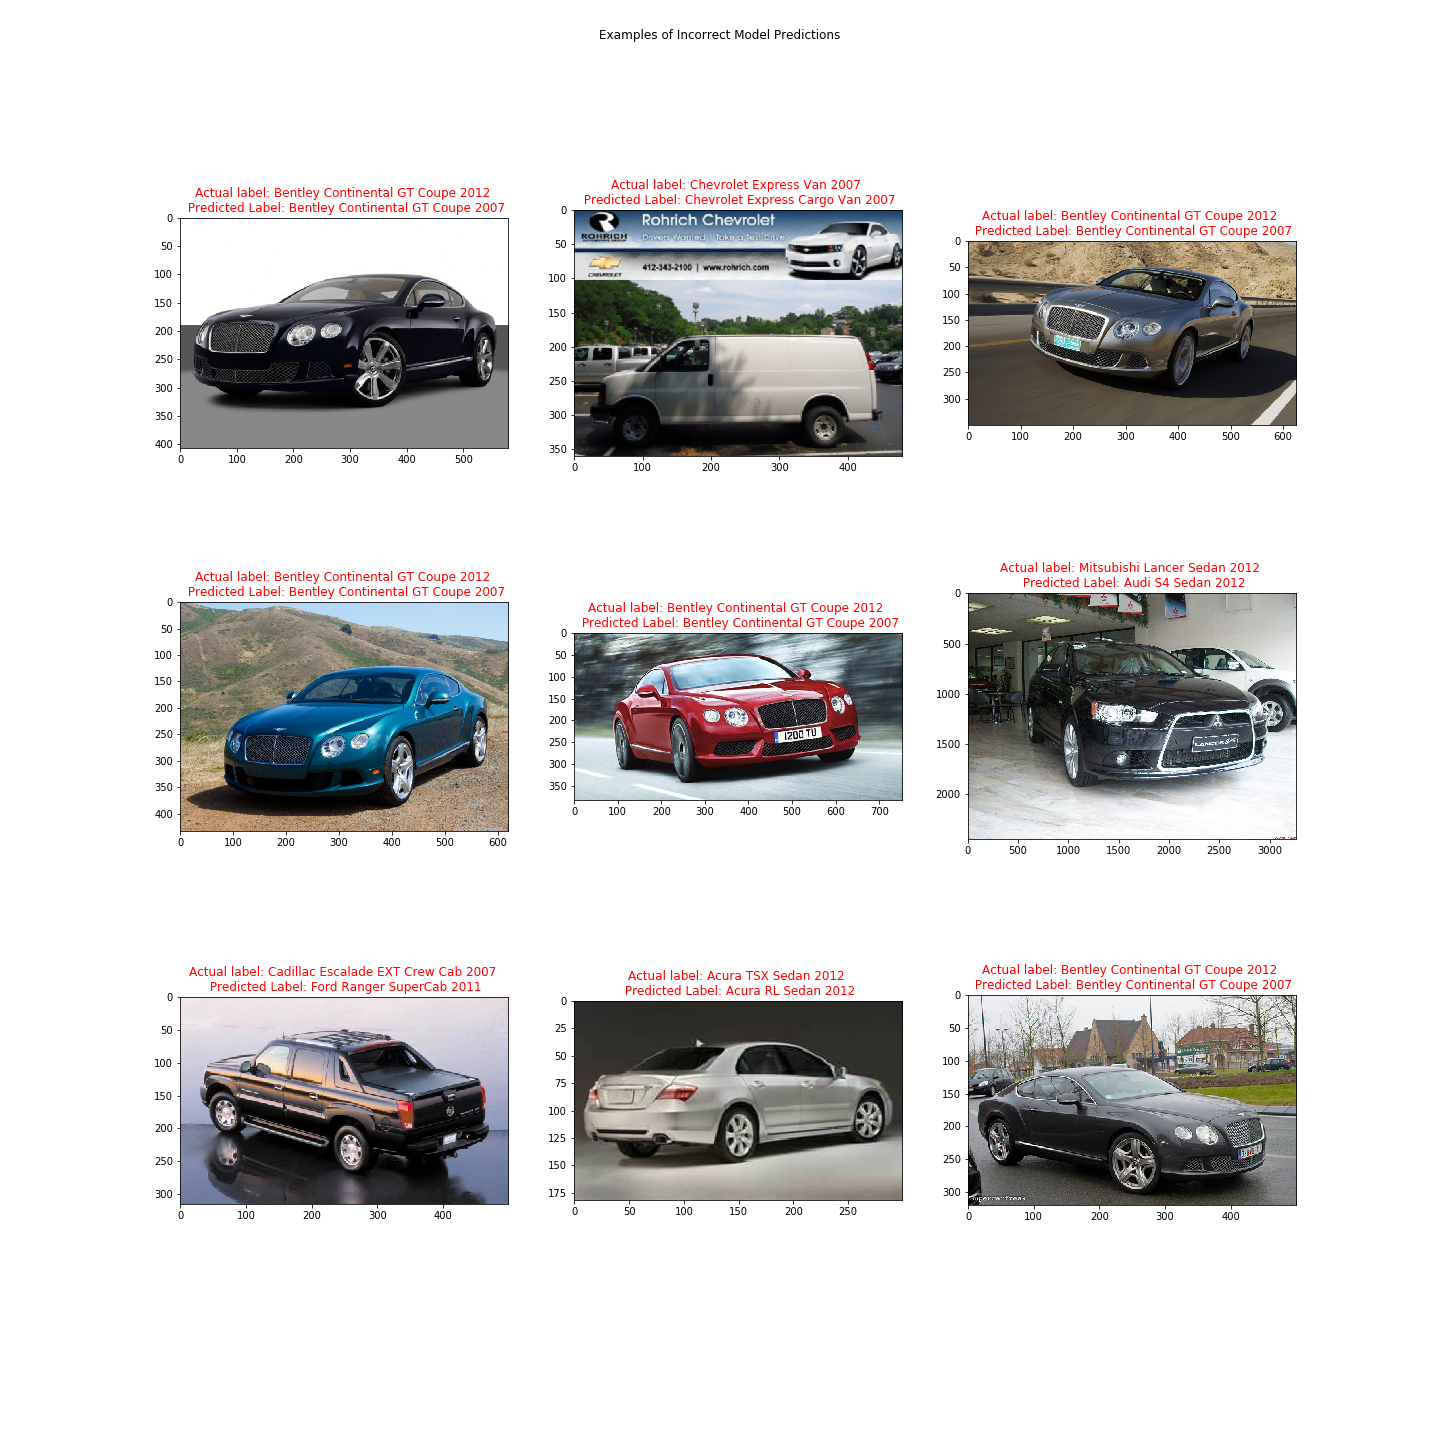 Examples of Incorrect Model Predictions
Actual label: Bentley Continental GT Coupe 2012
Predicted Label: Bentley Continental GT Coupe 2007
0
50
100
150
200
250
300
350
400
0 100 200 300 400 500
Actual label: Chevrolet Express Van 2007
Predicted Label: Chevrolet Express Cargo Van 2007
0
50
100
150
200
250
300
350
Rohrich Chevrolet
ROHRICH
Drivers Wanted | Take a Test Drive
CHEVROLET
412-343-2100 | www.rohrich.com
0 100 200 300 400
Actual label: Bentley Continental GT Coupe 2012
Predicted Label: Bentley Continental GT Coupe 2007
0
50
100
150
200
250
300
0 100 200 300 400 500 600
Actual label: Bentley Continental GT Coupe 2012
Predicted Label: Bentley Continental GT Coupe 2007
0
50
100
150
200
250
300
350
400
0 100 200 300 400 500 600
Actual label: Bentley Continental GT Coupe 2012
Predicted Label: Bentley Continental GT Coupe 2007
0
50
100
150
200
250
300
350
1200 TU
0 100 200 300 400 500 600 700
Actual label: Mitsubishi Lancer Sedan 2012
Predicted Label: Audi S4 Sedan 2012
0
500
1000
1500
2000
LANCER
0 500 1000 1500 2000 2500 3000
Actual label: Cadillac Escalade EXT Crew Cab 2007
Predicted Label: Ford Ranger SuperCab 2011
0
50
100
150
200
250
300
0 100 200 300 400
Actual label: Acura TSX Sedan 2012
Predicted Label: Acura RL Sedan 2012
0
25
50
75
100
125
150
175
0 50 100 150 200 250
Actual label: Bentley Continental GT Coupe 2012
Predicted Label: Bentley Continental GT Coupe 2007
0
50
100
150
200
250
300
supercarfreak
0 100 200 300 400